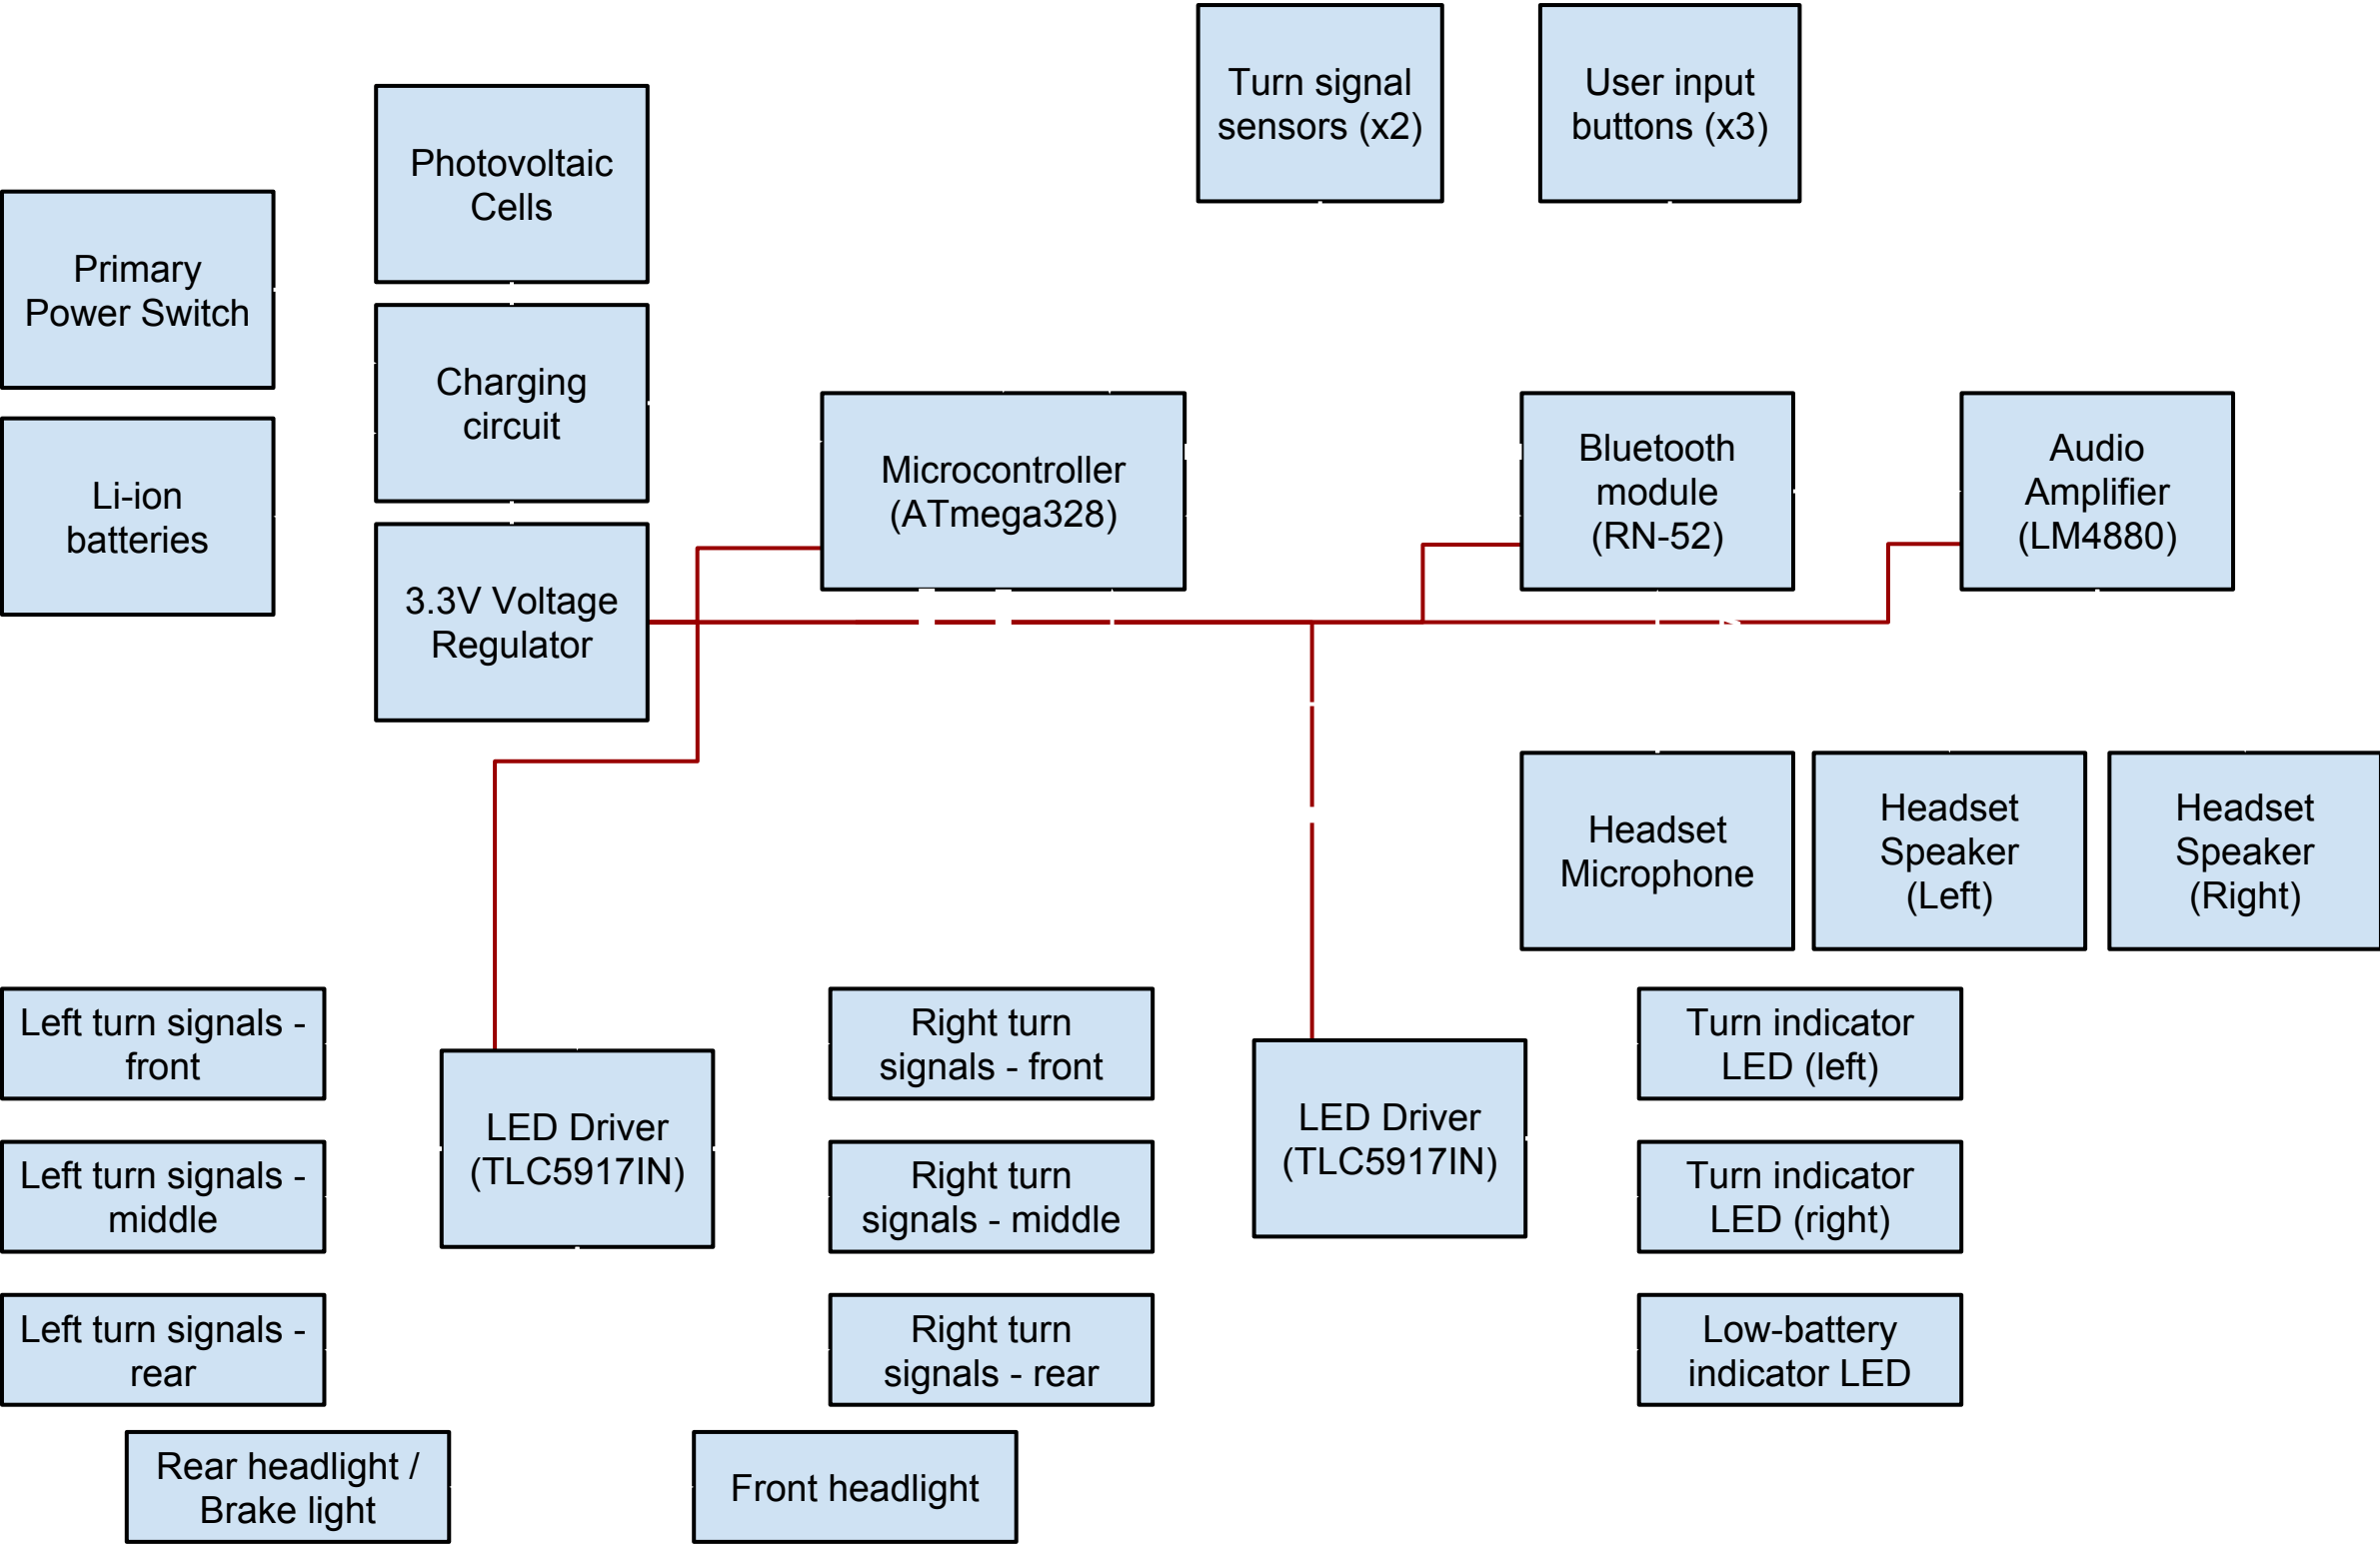 Turn signal
sensors (x2)
User input
buttons (x3)
Photovoltaic
Cells
Primary
Power Switch
Charging
circuit
Li-ion
batteries
Microcontroller
(ATmega328)
Bluetooth
module
(RN-52)
Audio
Amplifier
(LM4880)
3.3V Voltage
Regulator
Headset
Microphone
Headset
Speaker
(Left)
Headset
Speaker
(Right)
Left turn signals -
front
LED Driver
(TLC5917IN)
Right turn
signals - front
LED Driver
(TLC5917IN)
Turn indicator
LED (left)
Left turn signals -
middle
Right turn
signals - middle
Turn indicator
LED (right)
Left turn signals -
rear
Right turn
signals - rear
Low-battery
indicator LED
Rear headlight /
Brake light
Front headlight